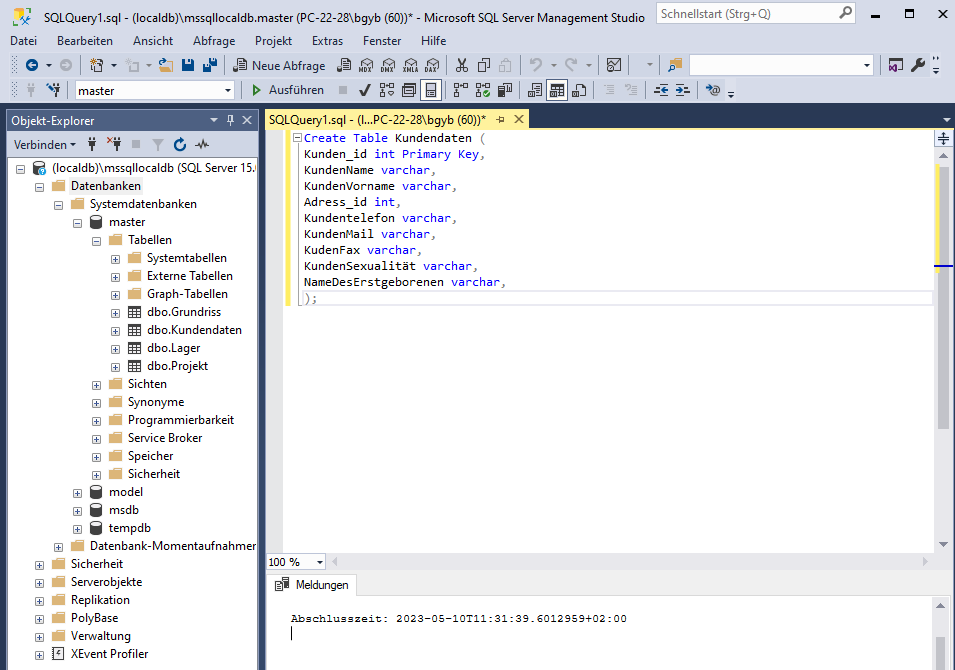 SQLQuery1.sql - (localdb)\mssqllocaldb.master (PC-22-28\bgyb (60))* - Microsoft SQL Server Management Studio
Schnellstart (Strg+Q)
Datei Bearbeiten Ansicht Abfrage Projekt Extras Fenster Hilfe
Neue Abfrage MDX DMX XMLA DAX
master Ausführen
Objekt-Explorer
SQLQuery1.sql - (l...PC-22-28\bgyb (60))*
Verbinden
(localdb)\mssqllocaldb (SQL Server 15.
Datenbanken
Systemdatenbanken
master
Tabellen
Systemtabellen
Externe Tabellen
Graph-Tabellen
dbo.Grundriss
dbo.Kundendaten
dbo.Lager
dbo.Projekt
Sichten
Synonyme
Programmierbarkeit
Service Broker
Speicher
Sicherheit
model
msdb
tempdb
Datenbank-Momentaufnahmen
Sicherheit
Serverobjekte
Replikation
PolyBase
Verwaltung
XEvent Profiler
Create Table Kundendaten (
Kunden_id int Primary Key,
KundenName varchar,
KundenVorname varchar,
Adress_id int,
Kundentelefon varchar,
KundenMail varchar,
KudenFax varchar,
KundenSexualität varchar,
NameDesErstgeborenen varchar,
);
100 %
Meldungen
Abschlusszeit: 2023-05-10T11:31:39.6012959+02:00